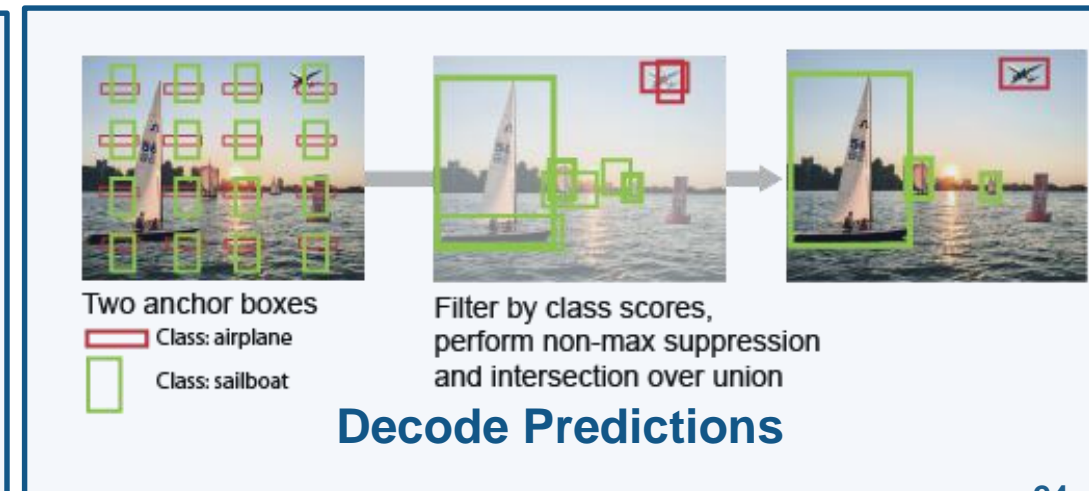 Two anchor boxes
Class: airplane
Class: sailboat
Filter by class scores,
perform non-max suppression
and intersection over union
Decode Predictions